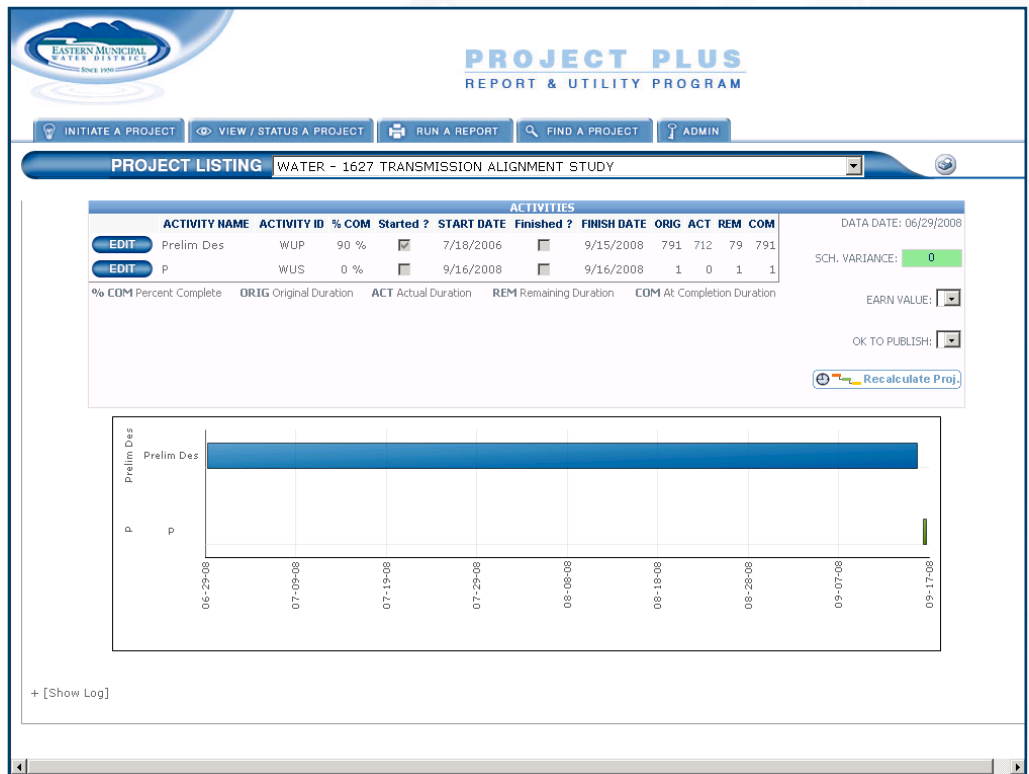 EASTERN MUNICIPAL
WATER DISTRICT
SINCE 1950
PROJECT PLUS
REPORT & UTILITY PROGRAM
INITIATE A PROJECT VIEW / STATUS A PROJECT RUN A REPORT FIND A PROJECT ADMIN
PROJECT LISTING WATER - 1627 TRANSMISSION ALIGNMENT STUDY
ACTIVITIES
ACTIVITY NAME ACTIVITY ID % COM Started ? START DATE Finished ? FINISH DATE ORIG ACT REM COM
DATA DATE: 06/29/2008
EDIT Prelim Des WUP 90 % 7/18/2006 9/15/2008 791 712 79 791
SCH. VARIANCE: 0
EDIT P WUS 0 % 9/16/2008 9/16/2008 1 0 1 1
% COM Percent Complete ORIG Original Duration ACT Actual Duration REM Remaining Duration COM At Completion Duration
EARN VALUE:
OK TO PUBLISH:
Recalculate Proj.
Prelim Des Prelim Des
P P
06-29-08 07-09-08 07-19-08 07-29-08 08-08-08 08-18-08 08-28-08 09-07-08 09-17-08
+ [Show Log]